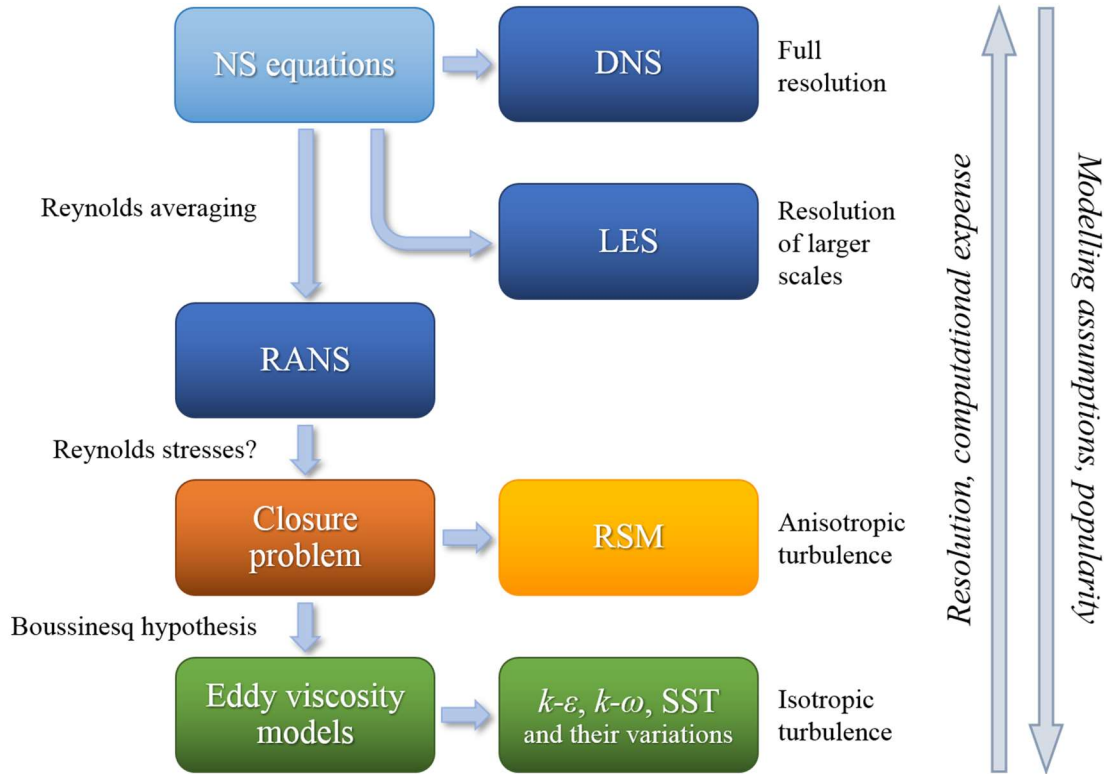 NS equations
DNS
Full
resolution
Reynolds averaging
LES
Resolution
of larger
scales
RANS
Reynolds stresses?
Closure
problem
RSM
Anisotropic
turbulence
Boussinesq hypothesis
Eddy viscosity
models
k-ε, k-ω, SST
and their variations
Isotropic
turbulence
Resolution, computational expense
Modelling assumptions, popularity